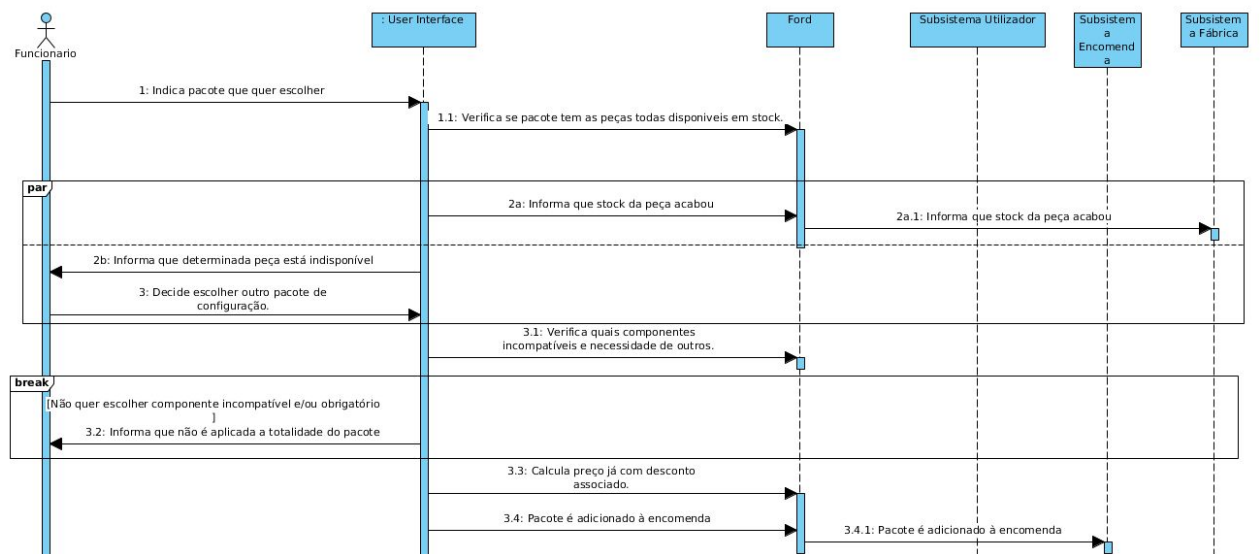 : User Interface
Ford
Subsistema Utilizador
Subsistem
a
Encomend
a
Subsistem
a Fábrica
Funcionario
1: Indica pacote que quer escolher
1.1: Verifica se pacote tem as peças todas disponiveis em stock.
par
2a: Informa que stock da peça acabou
2a.1: Informa que stock da peça acabou
2b: Informa que determinada peça está indisponível
3: Decide escolher outro pacote de
configuração.
3.1: Verifica quais componentes
incompatíveis e necessidade de outros.
break
[Não quer escolher componente incompatível e/ou obrigatório
]
3.2: Informa que não é aplicada a totalidade do pacote
3.3: Calcula preço já com desconto
associado.
3.4: Pacote é adicionado à encomenda
3.4.1: Pacote é adicionado à encomenda